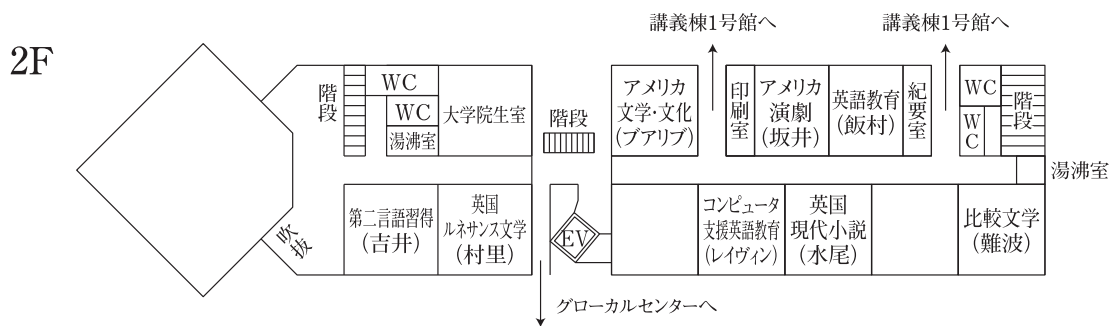 2F
講義棟1号館へ
講義棟1号館へ
階段
WC
WC
湯沸室
大学院生室
階段
アメリカ
文学・文化
(ブアリブ)
印刷室
アメリカ
演劇
(坂井)
英語教育
(飯村)
紀要室
WC
WC
階段
湯沸室
吹抜
第二言語習得
(吉井)
英国
ルネサンス文学
(村里)
EV
コンピュータ
支援英語教育
(レイヴィン)
英国
現代小説
(水尾)
比較文学
(難波)
グローカルセンターへ